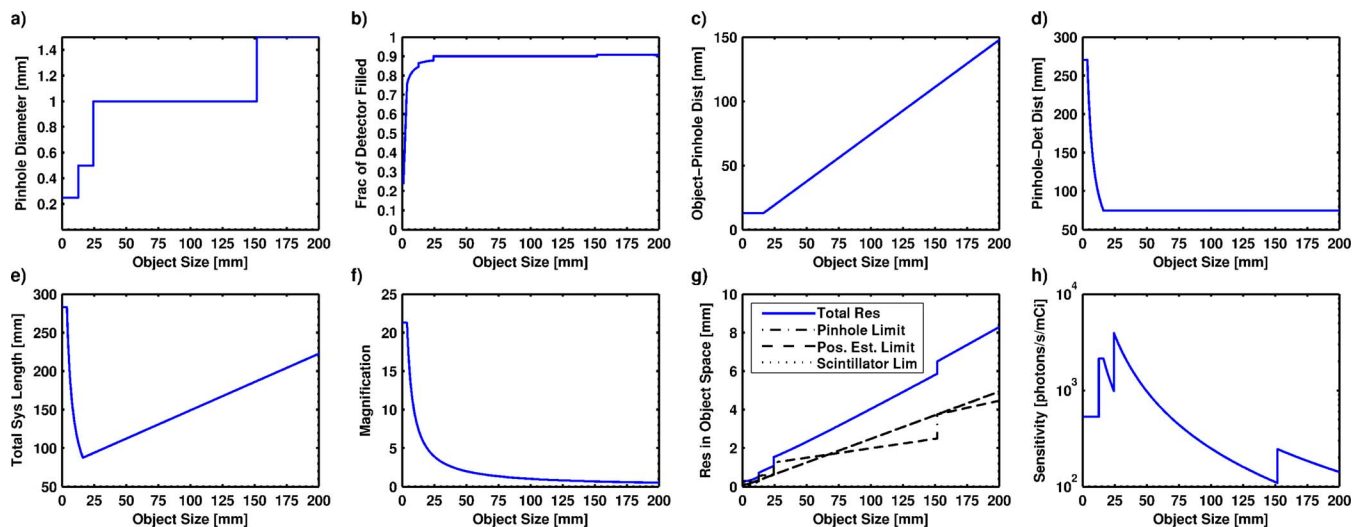 a)
Pinhole Diameter [mm]
1.4
1.2
1
0.8
0.6
0.4
0.2
0 25 50 75 100 125 150 175 200
Object Size [mm]
b)
Frac of Detector Filled
1
0.9
0.8
0.7
0.6
0.5
0.4
0.3
0.2
0.1
0
0 25 50 75 100 125 150 175 200
Object Size [mm]
c)
Object-Pinhole Dist [mm]
150
100
50
0
0 25 50 75 100 125 150 175 200
Object Size [mm]
d)
Pinhole-Det Dist [mm]
300
250
200
150
100
50
0 25 50 75 100 125 150 175 200
Object Size [mm]
e)
Total Sys Length [mm]
300
250
200
150
100
50
0 25 50 75 100 125 150 175 200
Object Size [mm]
f)
Magnification
25
20
15
10
5
0
0 25 50 75 100 125 150 175 200
Object Size [mm]
g)
Res in Object Space [mm]
10
8
6
4
2
0
Total Res
Pinhole Limit
Pos. Est. Limit
Scintillator Lim
0 25 50 75 100 125 150 175 200
Object Size [mm]
h)
Sensitivity [photons/s/mCi]
10⁴
10³
10²
0 25 50 75 100 125 150 175 200
Object Size [mm]